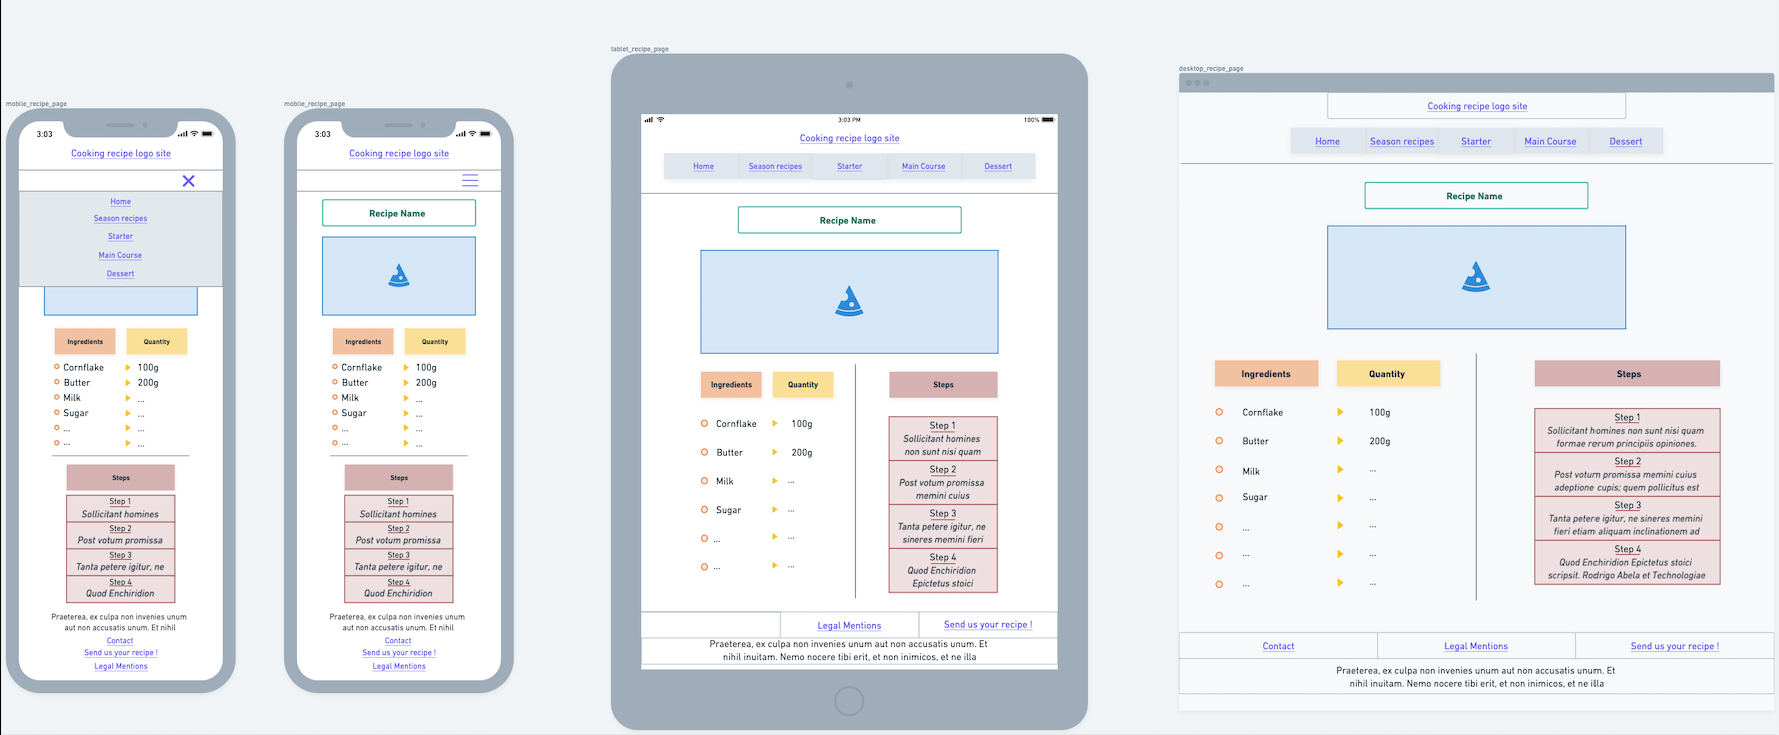 mobile_recipe_page
3:03
Cooking recipe logo site
Home
Season recipes
Starter
Main Course
Dessert
Ingredients
Quantity
Cornflake
100g
Butter
200g
Milk
...
Sugar
...
...
...
...
...
Steps
Step 1
Sollicitant homines
Step 2
Post votum promissa
Step 3
Tanta petere igitur, ne
Step 4
Quod Enchiridion
Praeterea, ex culpa non invenies unum
aut non accusatis unum. Et nihil
Contact
Send us your recipe !
Legal Mentions
mobile_recipe_page
3:03
Cooking recipe logo site
Recipe Name
Ingredients
Quantity
Cornflake
100g
Butter
200g
Milk
...
Sugar
...
...
...
...
...
Steps
Step 1
Sollicitant homines
Step 2
Post votum promissa
Step 3
Tanta petere igitur, ne
Step 4
Quod Enchiridion
Praeterea, ex culpa non invenies unum
aut non accusatis unum. Et nihil
Contact
Send us your recipe !
Legal Mentions
tablet_recipe_page
3:03 PM
100%
Cooking recipe logo site
Home
Season recipes
Starter
Main Course
Dessert
Recipe Name
Ingredients
Quantity
Cornflake
100g
Butter
200g
Milk
...
Sugar
...
...
...
...
...
Steps
Step 1
Sollicitant homines
non sunt nisi quam
Step 2
Post votum promissa
memini cuius
Step 3
Tanta petere igitur, ne
sineres memini fieri
Step 4
Quod Enchiridion
Epictetus stoici
Legal Mentions
Send us your recipe !
Praeterea, ex culpa non invenies unum aut non accusatis unum. Et
nihil inuitam. Nemo nocere tibi erit, et non inimicos, et ne illa
desktop_recipe_page
Cooking recipe logo site
Home
Season recipes
Starter
Main Course
Dessert
Recipe Name
Ingredients
Quantity
Cornflake
100g
Butter
200g
Milk
...
Sugar
...
...
...
...
...
...
...
Steps
Step 1
Sollicitant homines non sunt nisi quam
formae rerum principiis opiniones.
Step 2
Post votum promissa memini cuius
adeptione cupis; quem pollicitus est
Step 3
Tanta petere igitur, ne sineres memini
fieri etiam aliquam inclinationem ad
Step 4
Quod Enchiridion Epictetus stoici
scripsit. Rodrigo Abela et Technologiae
Contact
Legal Mentions
Send us your recipe !
Praeterea, ex culpa non invenies unum aut non accusatis unum. Et
nihil inuitam. Nemo nocere tibi erit, et non inimicos, et ne illa